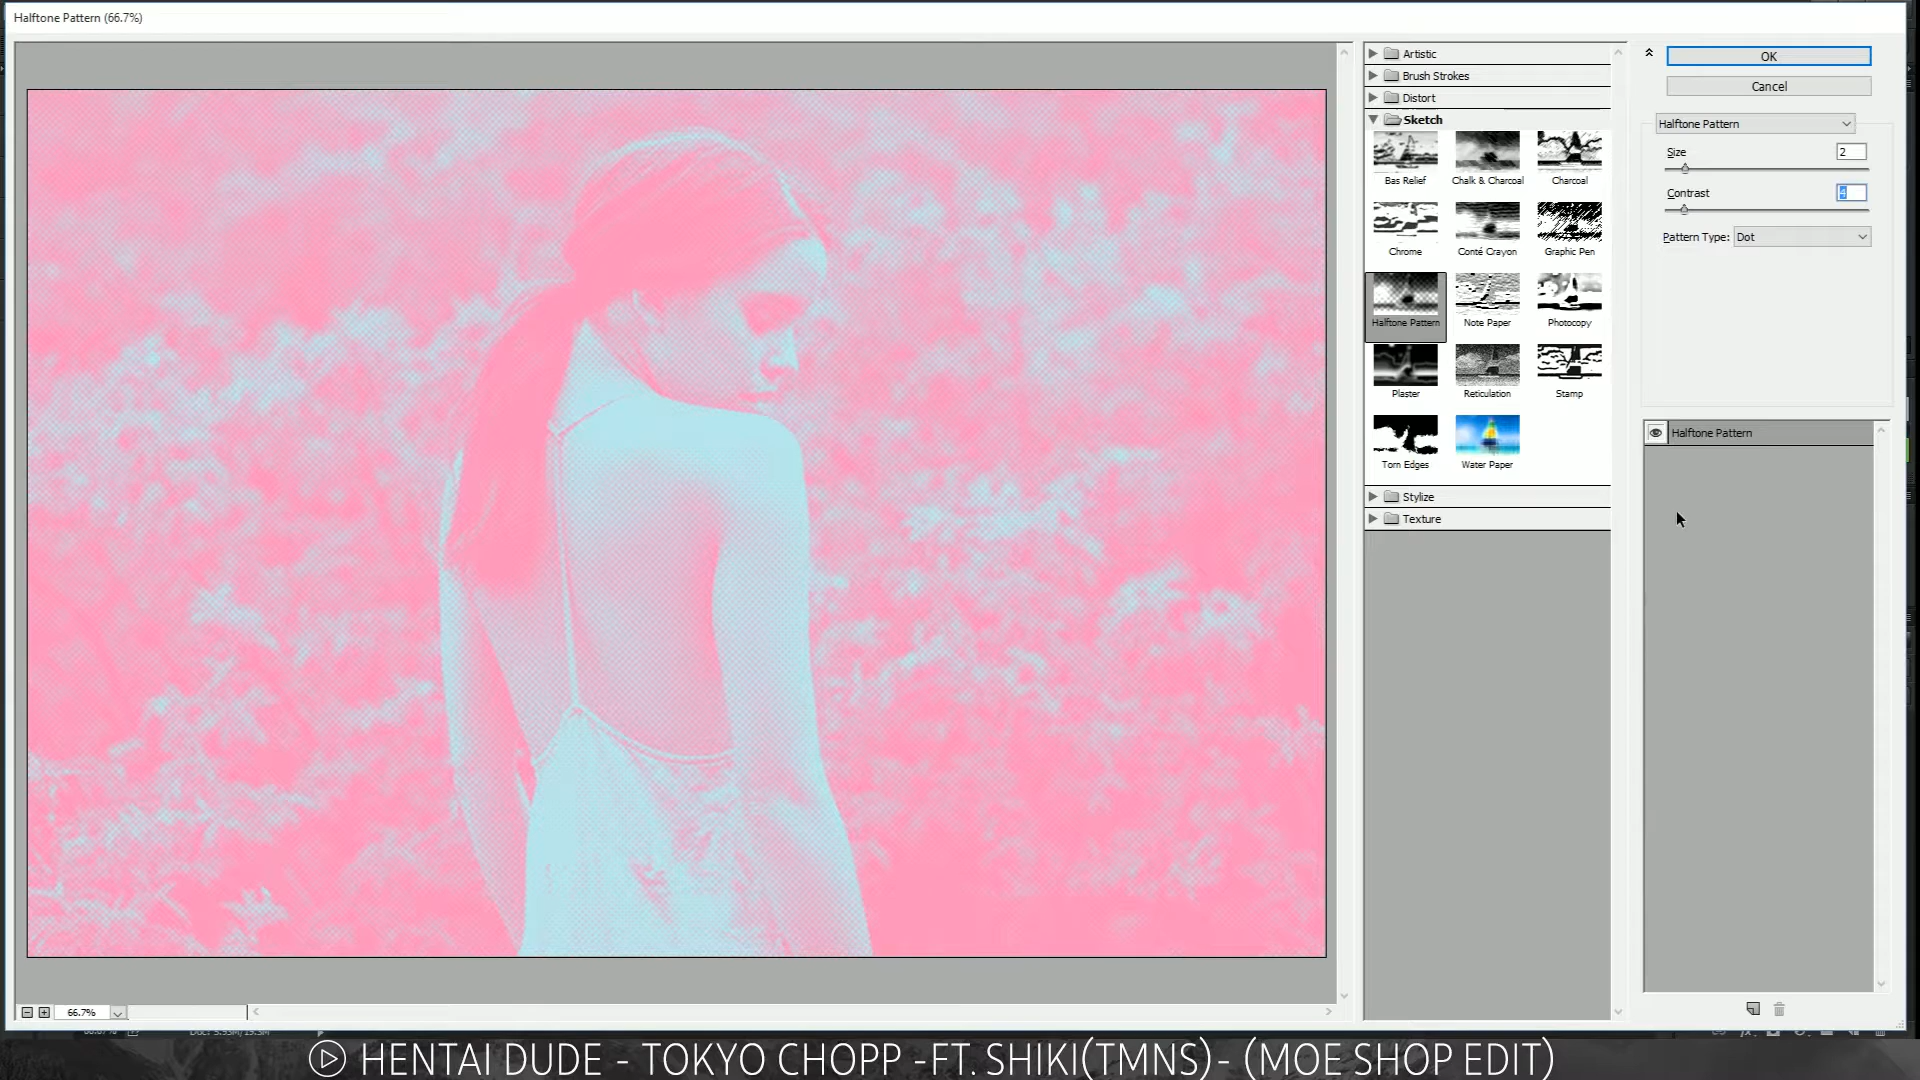 Halftone Pattern (66.7%)
Artistic
Brush Strokes
Distort
Sketch
Bas Relief
Chalk & Charcoal
Charcoal
Chrome
Conté Crayon
Graphic Pen
Halftone Pattern
Note Paper
Photocopy
Plaster
Reticulation
Stamp
Torn Edges
Water Paper
Stylize
Texture
OK
Cancel
Halftone Pattern
Size
2
Contrast
4
Pattern Type: Dot
Halftone Pattern
66.7%
HENTAI DUDE - TOKYO CHOPP -FT. SHIKI(TMNS)- (MOE SHOP EDIT)